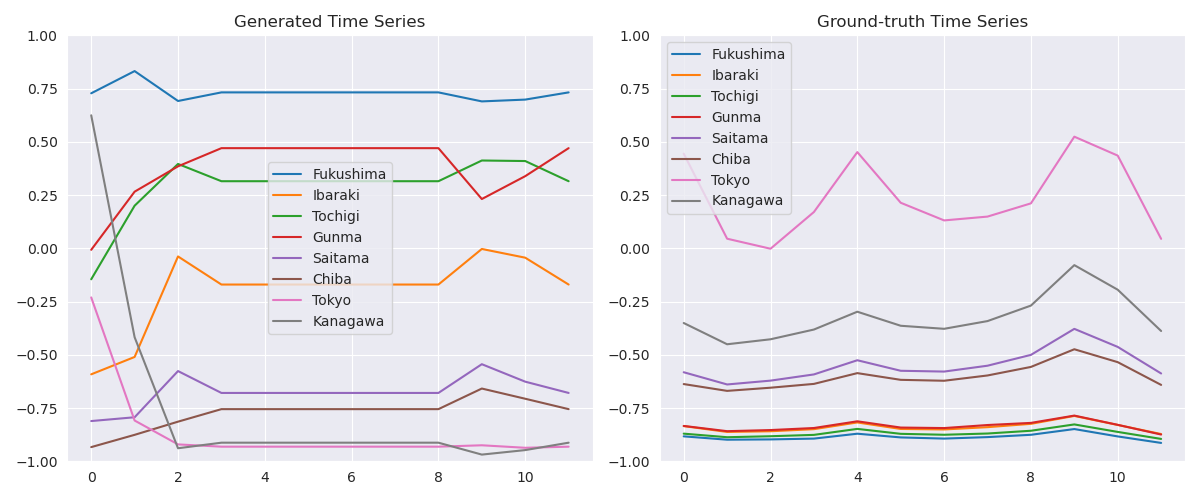 Generated Time Series
1.00
0.75
0.50
0.25
0.00
−0.25
−0.50
−0.75
−1.00
0 2 4 6 8 10
Fukushima
Ibaraki
Tochigi
Gunma
Saitama
Chiba
Tokyo
Kanagawa
Ground-truth Time Series
1.00
0.75
0.50
0.25
0.00
−0.25
−0.50
−0.75
−1.00
0 2 4 6 8 10
Fukushima
Ibaraki
Tochigi
Gunma
Saitama
Chiba
Tokyo
Kanagawa